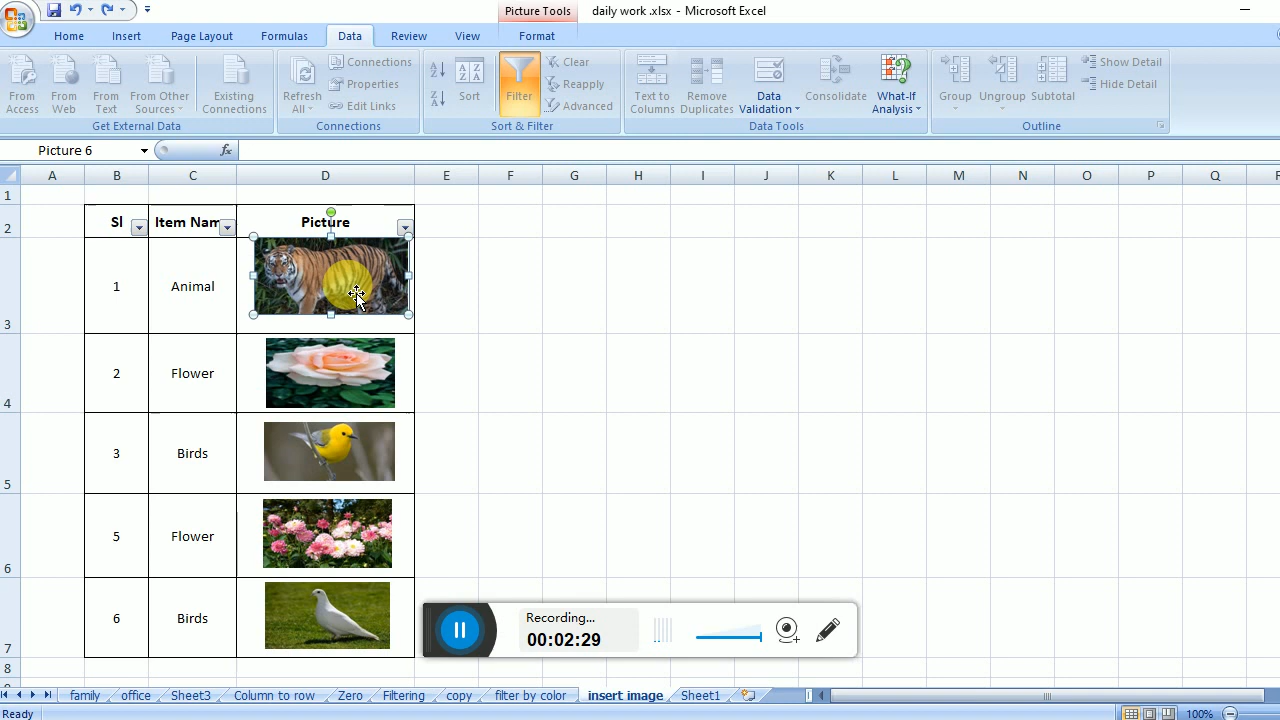 Picture Tools
daily work .xlsx - Microsoft Excel
Home Insert Page Layout Formulas Data Review View Format
From Access
From Web
From Text
From Other Sources
Existing Connections
Get External Data
Refresh All
Connections
Properties
Edit Links
Connections
Sort
Filter
Clear
Reapply
Advanced
Sort & Filter
Text to Columns
Remove Duplicates
Data Validation
Consolidate
What-If Analysis
Data Tools
Group
Ungroup
Subtotal
Show Detail
Hide Detail
Outline
Picture 6 fx
A B C D E F G H I J K L M N O P Q R
1
2 Sl Item Nam Picture
3 1 Animal
4 2 Flower
5 3 Birds
6 5 Flower
7 6 Birds
8
Recording...
00:02:29
family office Sheet3 Column to row Zero Filtering copy filter by color insert image Sheet1
Ready 100%